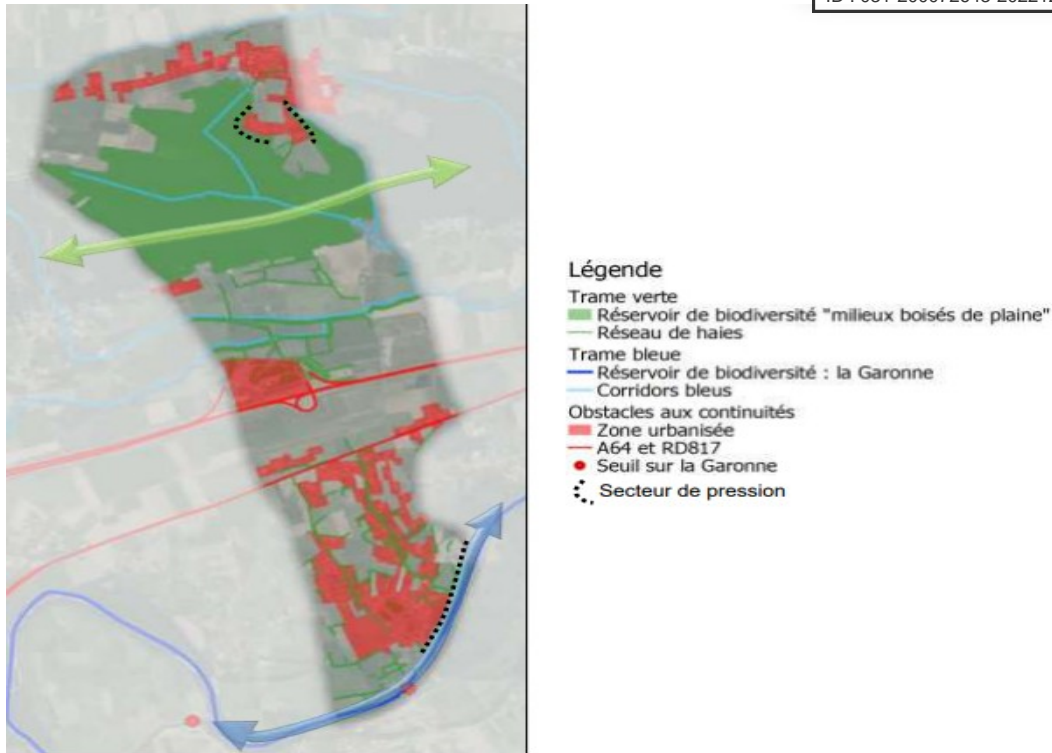 Légende
Trame verte
Réservoir de biodiversité "milieux boisés de plaine"
Réseau de haies
Trame bleue
Réservoir de biodiversité : la Garonne
Corridors bleus
Obstacles aux continuités
Zone urbanisée
A64 et RD817
Seuil sur la Garonne
Secteur de pression